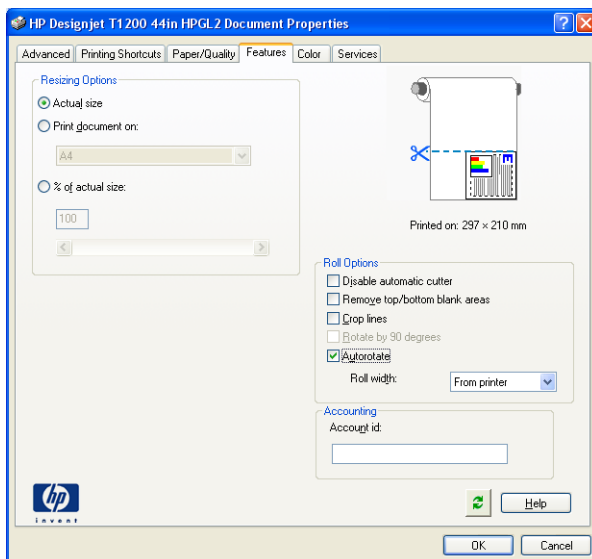 HP Designjet T1200 44in HPGL2 Document Properties
Advanced
Printing Shortcuts
Paper/Quality
Features
Color
Services
Resizing Options
Actual size
Print document on:
A4
% of actual size:
100
Printed on: 297 × 210 mm
Roll Options
Disable automatic cutter
Remove top/bottom blank areas
Crop lines
Rotate by 90 degrees
Autorotate
Roll width:
From printer
Accounting
Account id:
hp
invent
Help
OK
Cancel